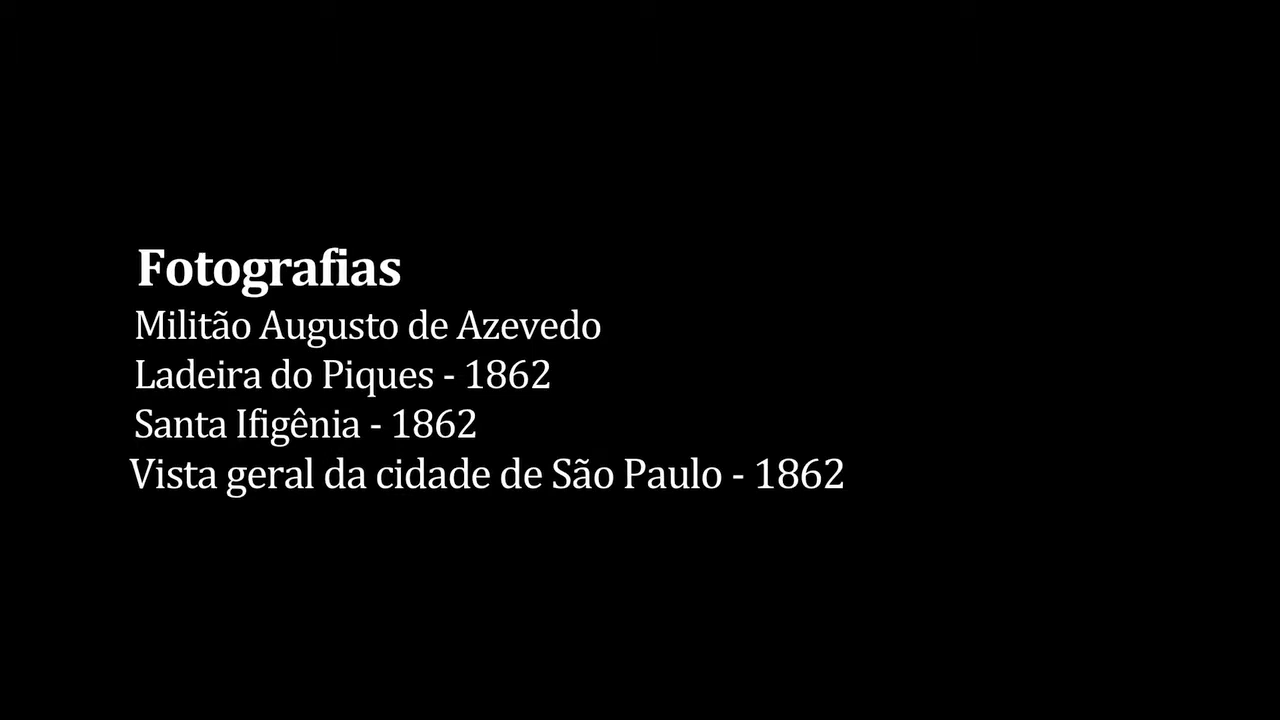 Fotografias
Militão Augusto de Azevedo
Ladeira do Piques - 1862
Santa Ifigênia - 1862
Vista geral da cidade de São Paulo - 1862